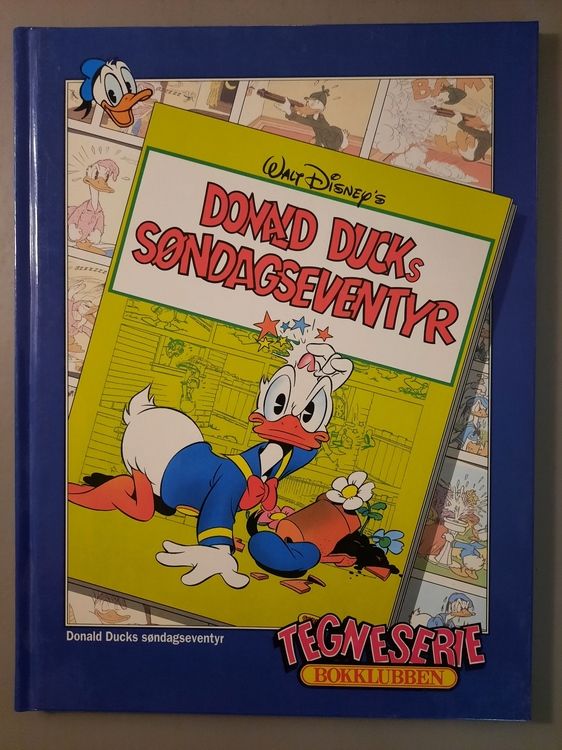 BAM
WALT DISNEY'S
DONALD DUCKs
SØNDAGSEVENTYR
Donald Ducks søndagseventyr
TEGNESERIE
BOKKLUBBEN